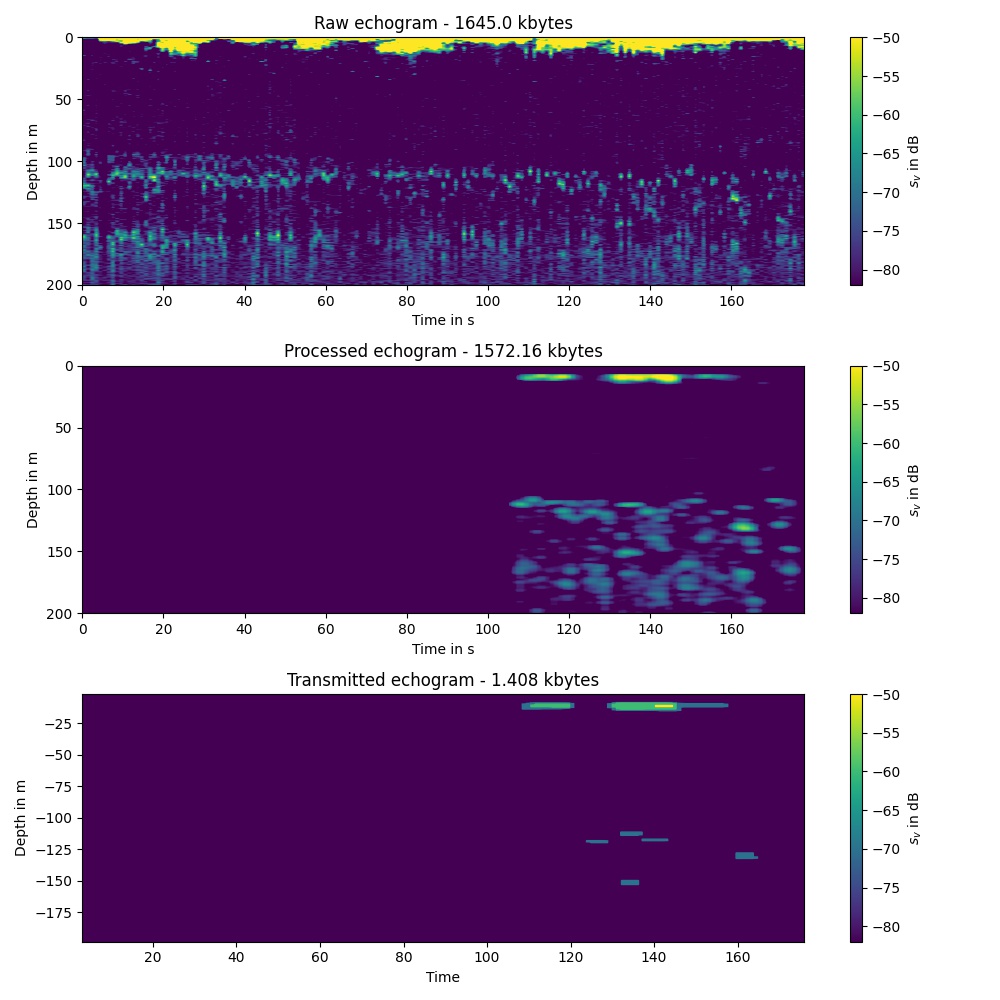 Raw echogram - 1645.0 kbytes
0
50
100
150
200
Depth in m
0 20 40 60 80 100 120 140 160
Time in s
−50
−55
−60
−65
−70
−75
−80
sv in dB
Processed echogram - 1572.16 kbytes
0
50
100
150
200
Depth in m
0 20 40 60 80 100 120 140 160
Time in s
−50
−55
−60
−65
−70
−75
−80
sv in dB
Transmitted echogram - 1.408 kbytes
−25
−50
−75
−100
−125
−150
−175
Depth in m
20 40 60 80 100 120 140 160
Time
−50
−55
−60
−65
−70
−75
−80
sv in dB